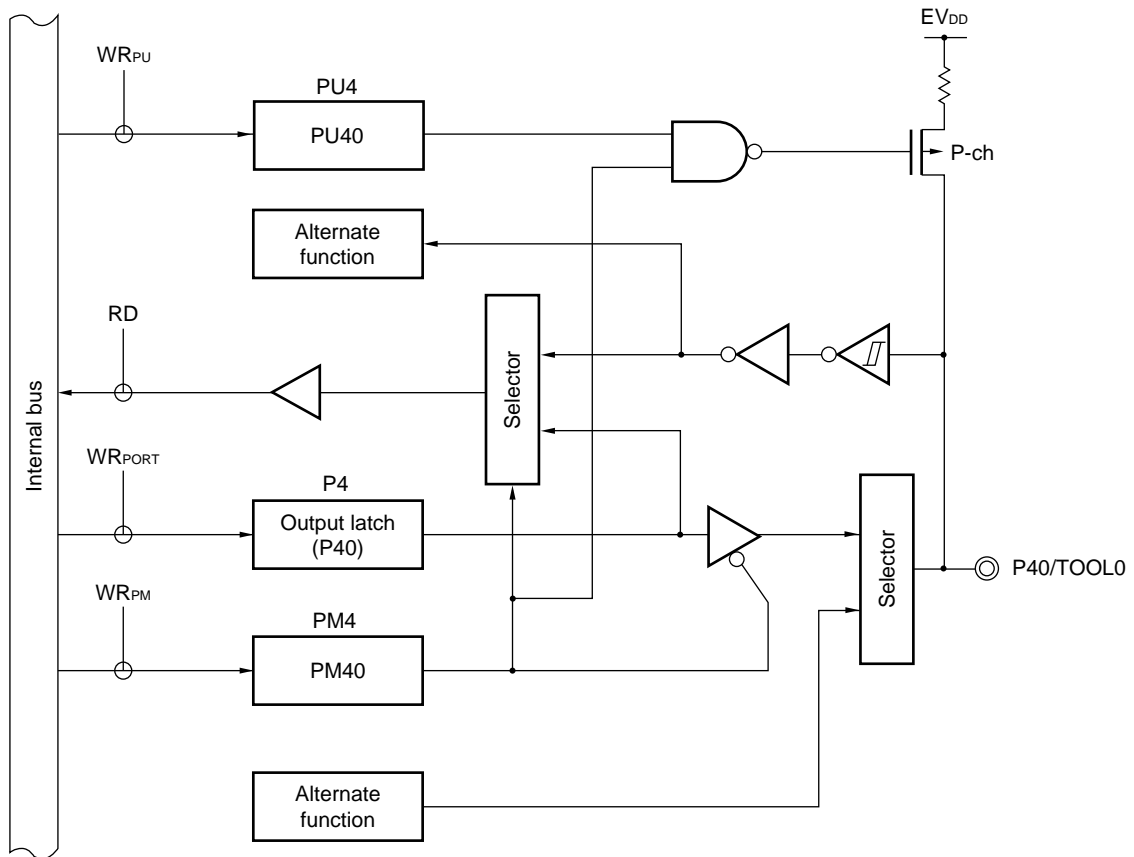 EVDD
WRPU
PU4
PU40
P-ch
Alternate
function
RD
Selector
Internal bus
WRPORT
P4
Output latch
(P40)
Selector
P40/TOOL0
WRPM
PM4
PM40
Alternate
function